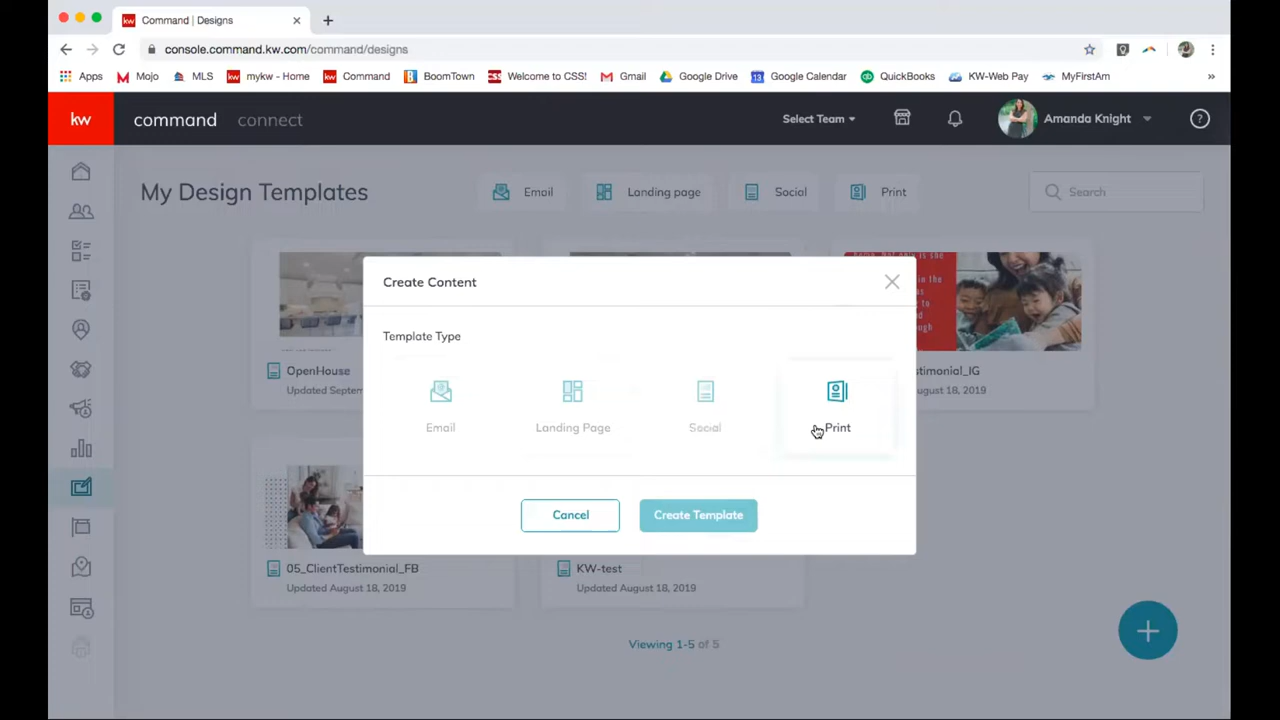 Command | Designs
console.command.kw.com/command/designs
Apps Mojo MLS mykw - Home Command BoomTown Welcome to CSS! Gmail Google Drive Google Calendar QuickBooks KW-Web Pay MyFirstAm »
kw command connect Select Team Amanda Knight
My Design Templates Email Landing page Social Print Search
Create Content
Template Type
Email Landing Page Social Print
Cancel Create Template
OpenHouse
Updated Septem
stimonial_IG
August 18, 2019
05_ClientTestimonial_FB
Updated August 18, 2019
KW-test
Updated August 18, 2019
Viewing 1-5 of 5